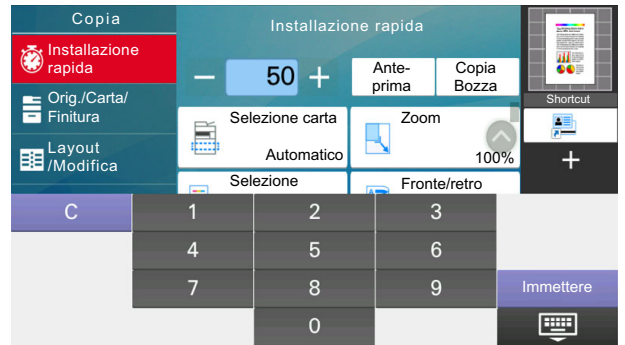 Copia
Installazione
rapida
Orig./Carta/
Finitura
Layout
/Modifica
Installazione rapida
− 50 +
Ante-
prima
Copia
Bozza
Selezione carta
Automatico
Zoom
100%
Selezione
Fronte/retro
Shortcut
+
C
1 2 3
4 5 6
7 8 9
0
Immettere